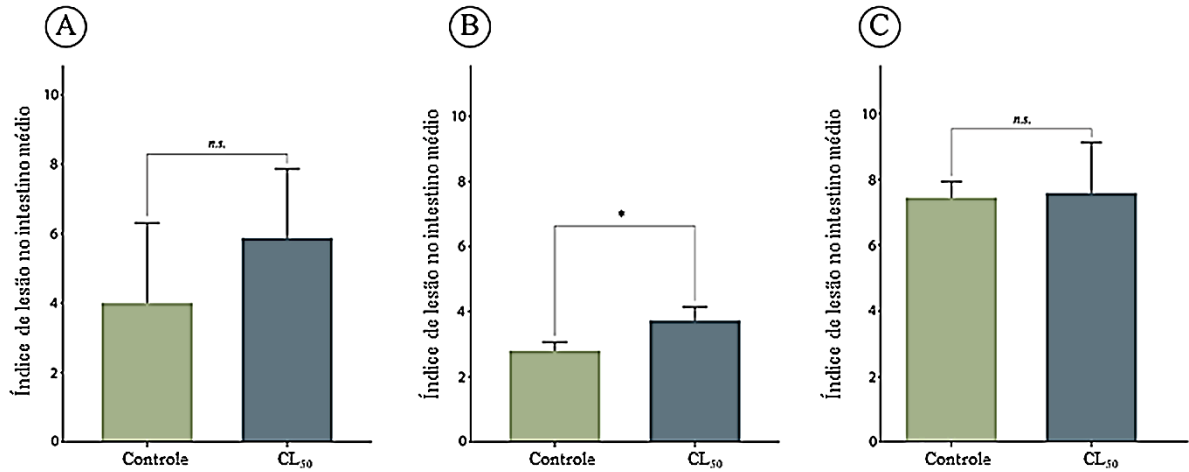 A
Índice de lesão no intestino médio
10
8
6
4
2
0
n.s.
Controle
CL₅₀
B
Índice de lesão no intestino médio
10
8
6
4
2
0
*
Controle
CL₅₀
C
Índice de lesão no intestino médio
10
8
6
4
2
0
n.s.
Controle
CL₅₀